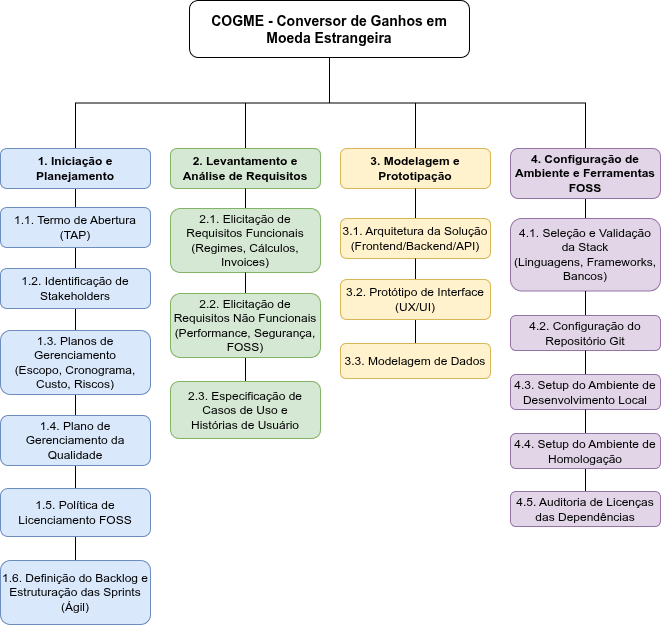 COGME - Conversor de Ganhos em
Moeda Estrangeira
1. Iniciação e
Planejamento
1.1. Termo de Abertura
(TAP)
1.2. Identificação de
Stakeholders
1.3. Planos de
Gerenciamento
(Escopo, Cronograma,
Custo, Riscos)
1.4. Plano de
Gerenciamento da
Qualidade
1.5. Política de
Licenciamento FOSS
1.6. Definição do Backlog e
Estruturação das Sprints
(Ágil)
2. Levantamento e
Análise de Requisitos
2.1. Elicitação de
Requisitos Funcionais
(Regimes, Cálculos,
Invoices)
2.2. Elicitação de
Requisitos Não Funcionais
(Performance, Segurança,
FOSS)
2.3. Especificação de
Casos de Uso e
Histórias de Usuário
3. Modelagem e
Prototipação
3.1. Arquitetura da Solução
(Frontend/Backend/API)
3.2. Protótipo de Interface
(UX/UI)
3.3. Modelagem de Dados
4. Configuração de
Ambiente e Ferramentas
FOSS
4.1. Seleção e Validação
da Stack
(Linguagens, Frameworks,
Bancos)
4.2. Configuração do
Repositório Git
4.3. Setup do Ambiente de
Desenvolvimento Local
4.4. Setup do Ambiente de
Homologação
4.5. Auditoria de Licenças
das Dependências